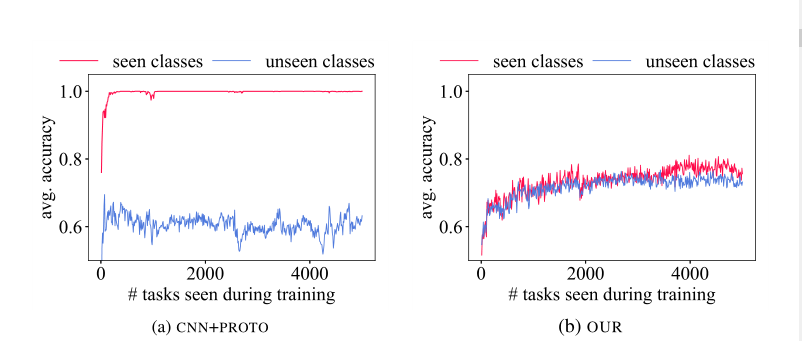 seen classes unseen classes
1.0
0.8
0.6
avg. accuracy
0 2000 4000
# tasks seen during training
(a) CNN+PROTO
seen classes unseen classes
1.0
0.8
0.6
avg. accuracy
0 2000 4000
# tasks seen during training
(b) OUR